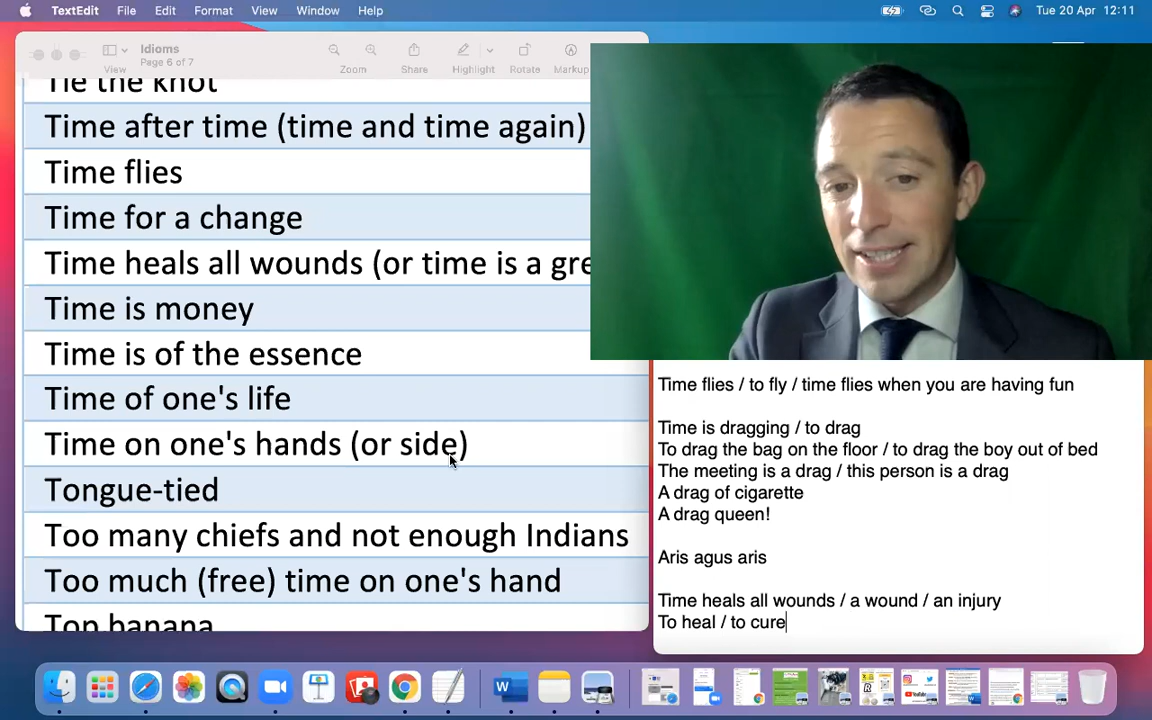 TextEdit File Edit Format View Window Help Tue 20 Apr 12:11
Idioms
Page 6 of 7
View Zoom Share Highlight Rotate Markup
Tie the knot
Time after time (time and time again)
Time flies
Time for a change
Time heals all wounds (or time is a gre
Time is money
Time is of the essence
Time of one's life
Time on one's hands (or side)
Tongue-tied
Too many chiefs and not enough Indians
Too much (free) time on one's hand
Top banana
Time flies / to fly / time flies when you are having fun
Time is dragging / to drag
To drag the bag on the floor / to drag the boy out of bed
The meeting is a drag / this person is a drag
A drag of cigarette
A drag queen!
Aris agus aris
Time heals all wounds / a wound / an injury
To heal / to cure